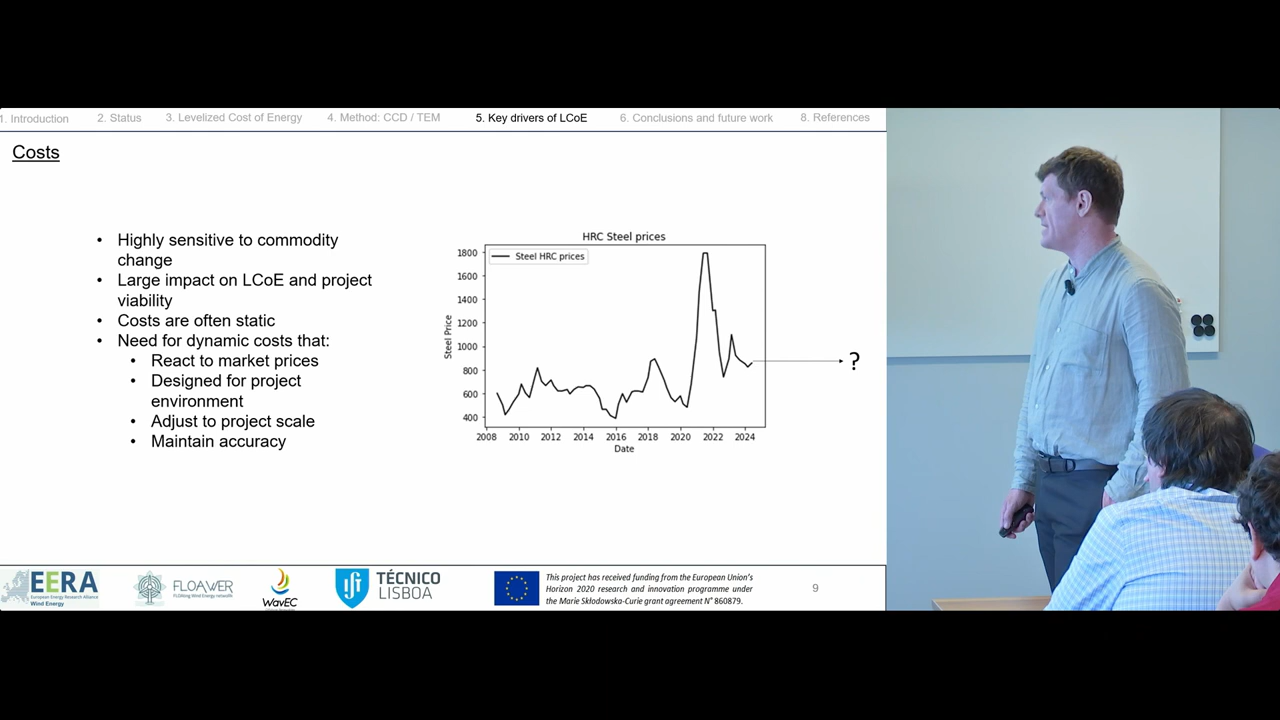 1. Introduction
2. Status
3. Levelized Cost of Energy
4. Method: CCD / TEM
5. Key drivers of LCoE
6. Conclusions and future work
8. References
Costs
• Highly sensitive to commodity
change
• Large impact on LCoE and project
viability
• Costs are often static
• Need for dynamic costs that:
• React to market prices
• Designed for project
environment
• Adjust to project scale
• Maintain accuracy
HRC Steel prices
Steel HRC prices
Steel Price
1800
1600
1400
1200
1000
800
600
400
2008 2010 2012 2014 2016 2018 2020 2022 2024
Date
?
EERA
European Energy Research Alliance
Wind Energy
FLOAWER
FLOating Wind Energy netwoRk
WavEC
TÉCNICO
LISBOA
This project has received funding from the European Union's
Horizon 2020 research and innovation programme under
the Marie Skłodowska-Curie grant agreement N° 860879.
9